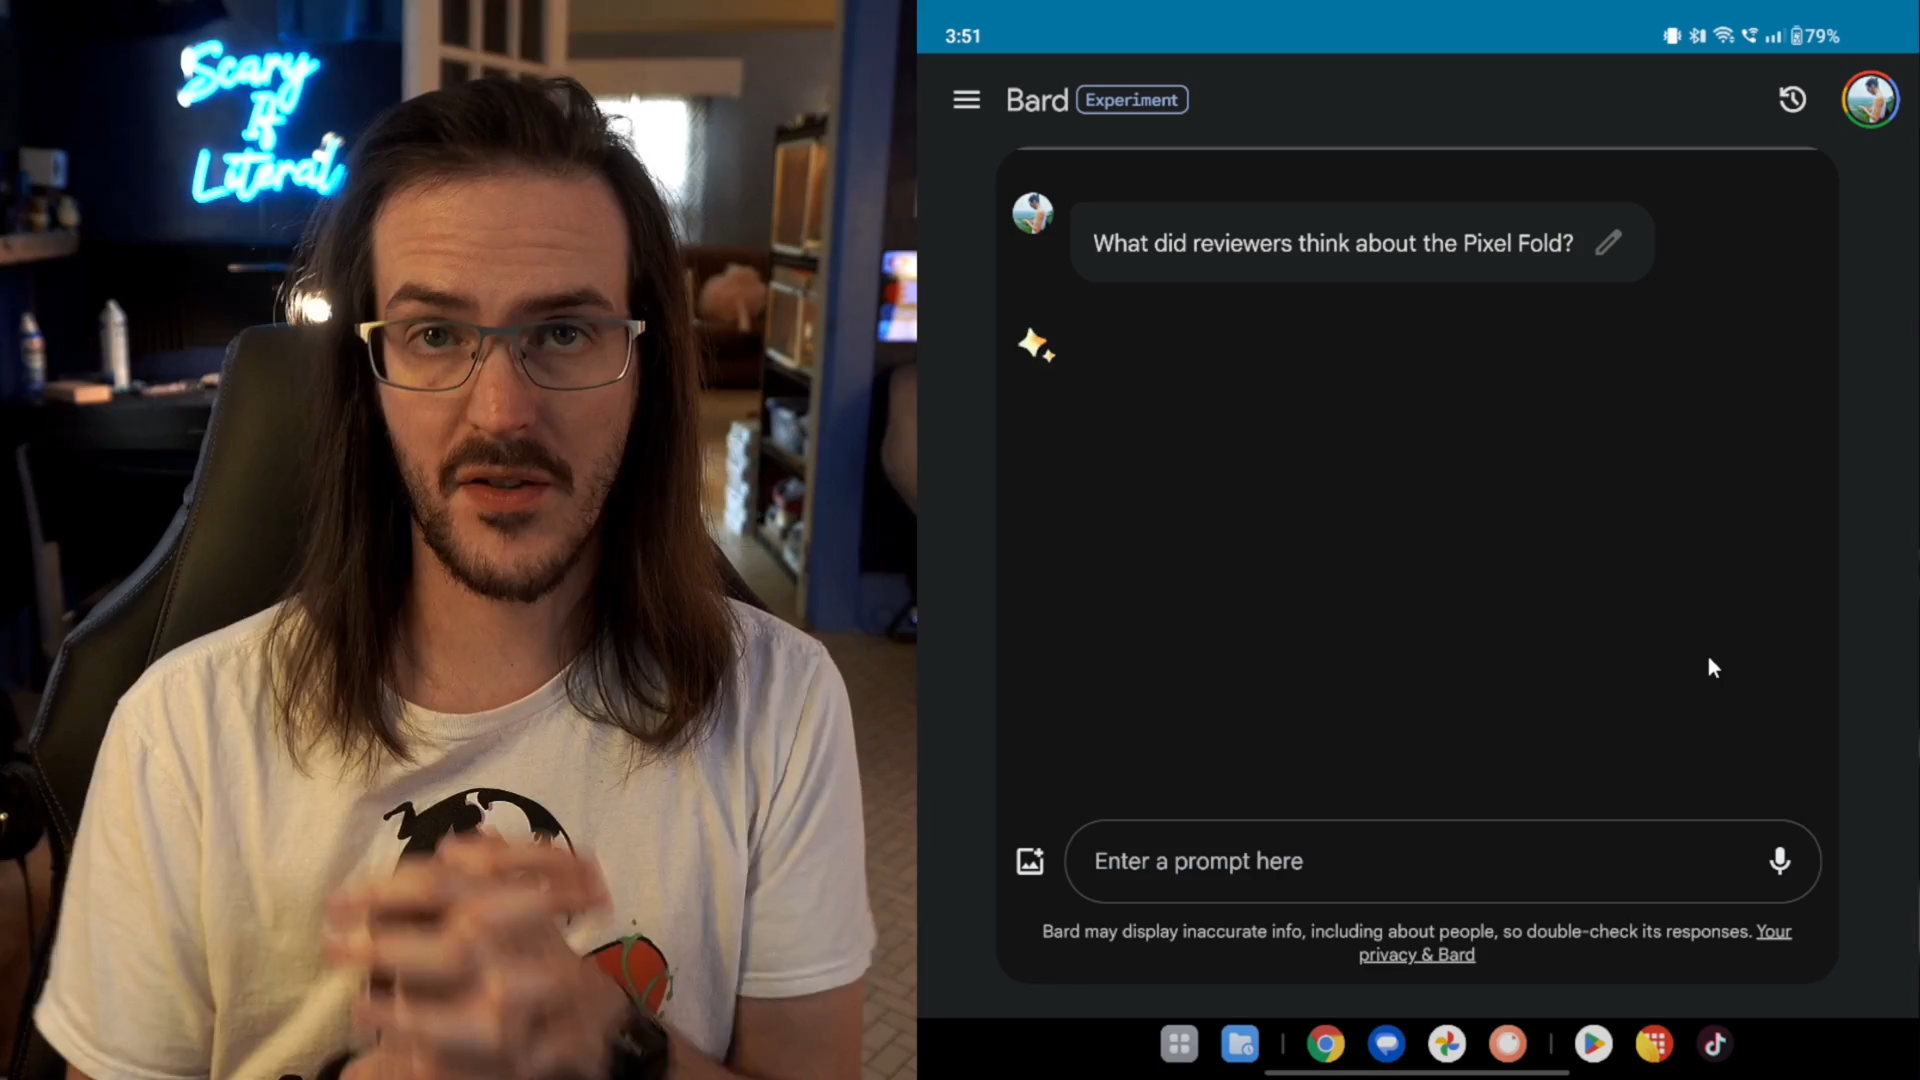 Scary
It
Literal
3:51
79%
Bard Experiment
What did reviewers think about the Pixel Fold?
Enter a prompt here
Bard may display inaccurate info, including about people, so double-check its responses. Your
privacy & Bard